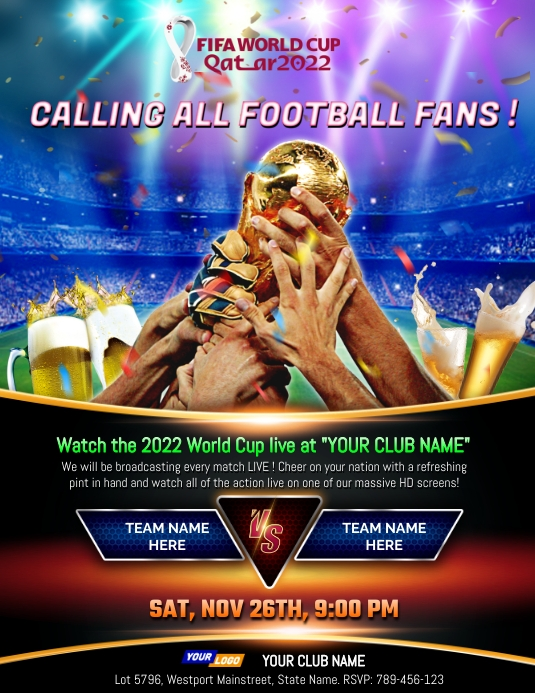 FIFA WORLD CUP
Qatar2022
CALLING ALL FOOTBALL FANS !
Watch the 2022 World Cup live at "YOUR CLUB NAME"
We will be broadcasting every match LIVE ! Cheer on your nation with a refreshing
pint in hand and watch all of the action live on one of our massive HD screens!
TEAM NAME
HERE
VS
TEAM NAME
HERE
SAT, NOV 26TH, 9:00 PM
YOUR LOGO YOUR CLUB NAME
Lot 5796, Westport Mainstreet, State Name. RSVP: 789-456-123